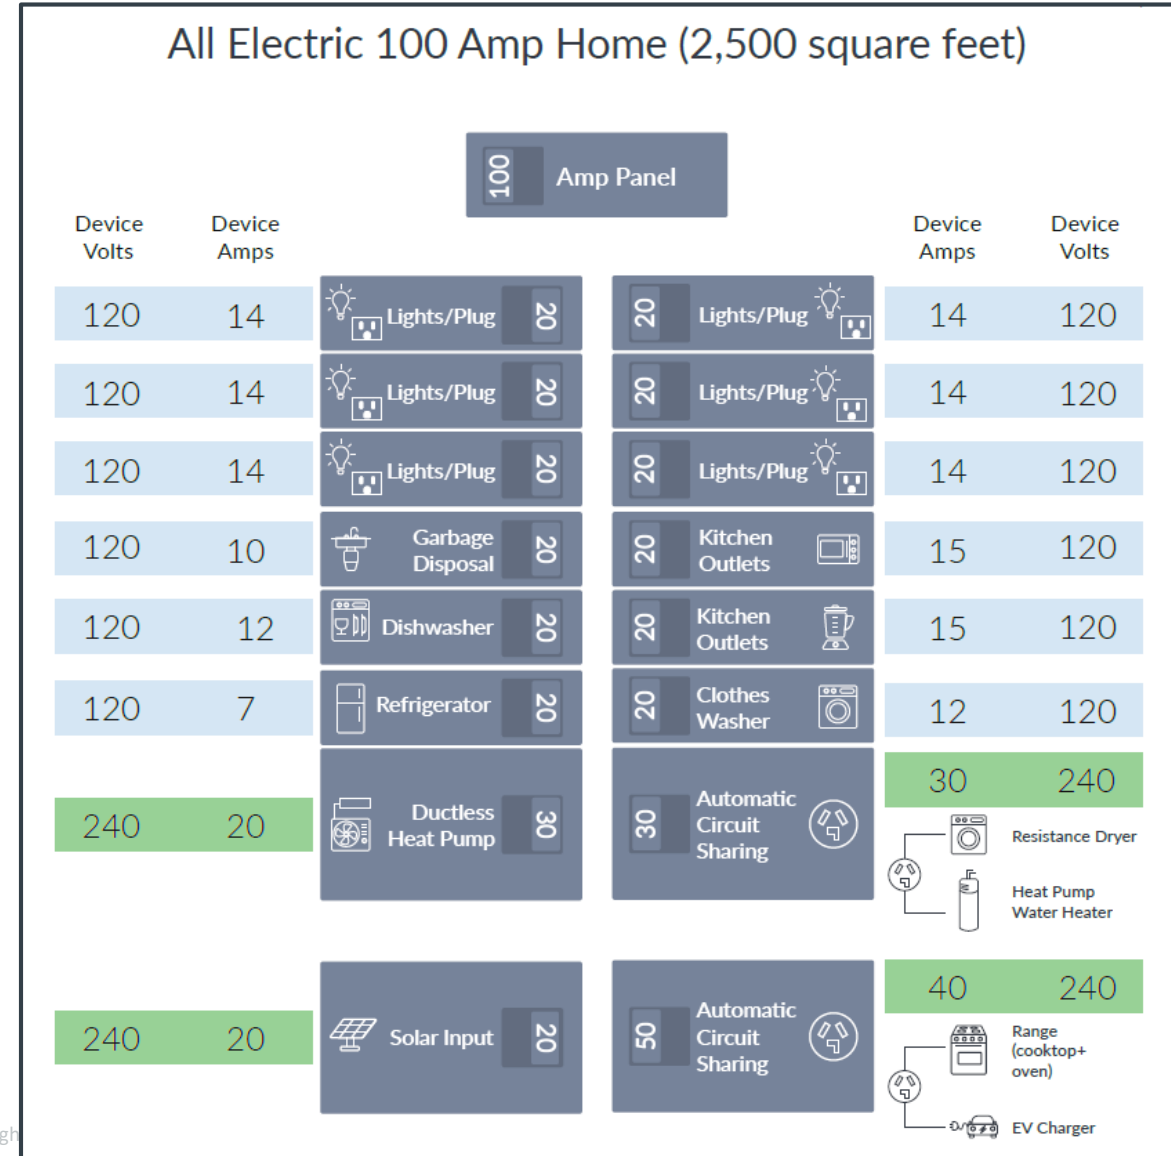 All Electric 100 Amp Home (2,500 square feet)
100 Amp Panel
Device Volts
Device Amps
Device Amps
Device Volts
120 14 Lights/Plug 20
20 Lights/Plug 14 120
120 14 Lights/Plug 20
20 Lights/Plug 14 120
120 14 Lights/Plug 20
20 Lights/Plug 14 120
120 10 Garbage Disposal 20
20 Kitchen Outlets 15 120
120 12 Dishwasher 20
20 Kitchen Outlets 15 120
120 7 Refrigerator 20
20 Clothes Washer 12 120
240 20 Ductless Heat Pump 30
30 Automatic Circuit Sharing 30 240
Resistance Dryer
Heat Pump
Water Heater
240 20 Solar Input 20
50 Automatic Circuit Sharing 40 240
Range
(cooktop+
oven)
EV Charger
gh